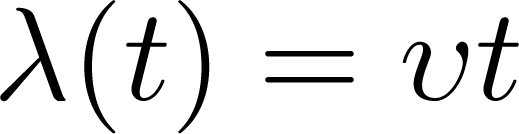 λ(t) = vt